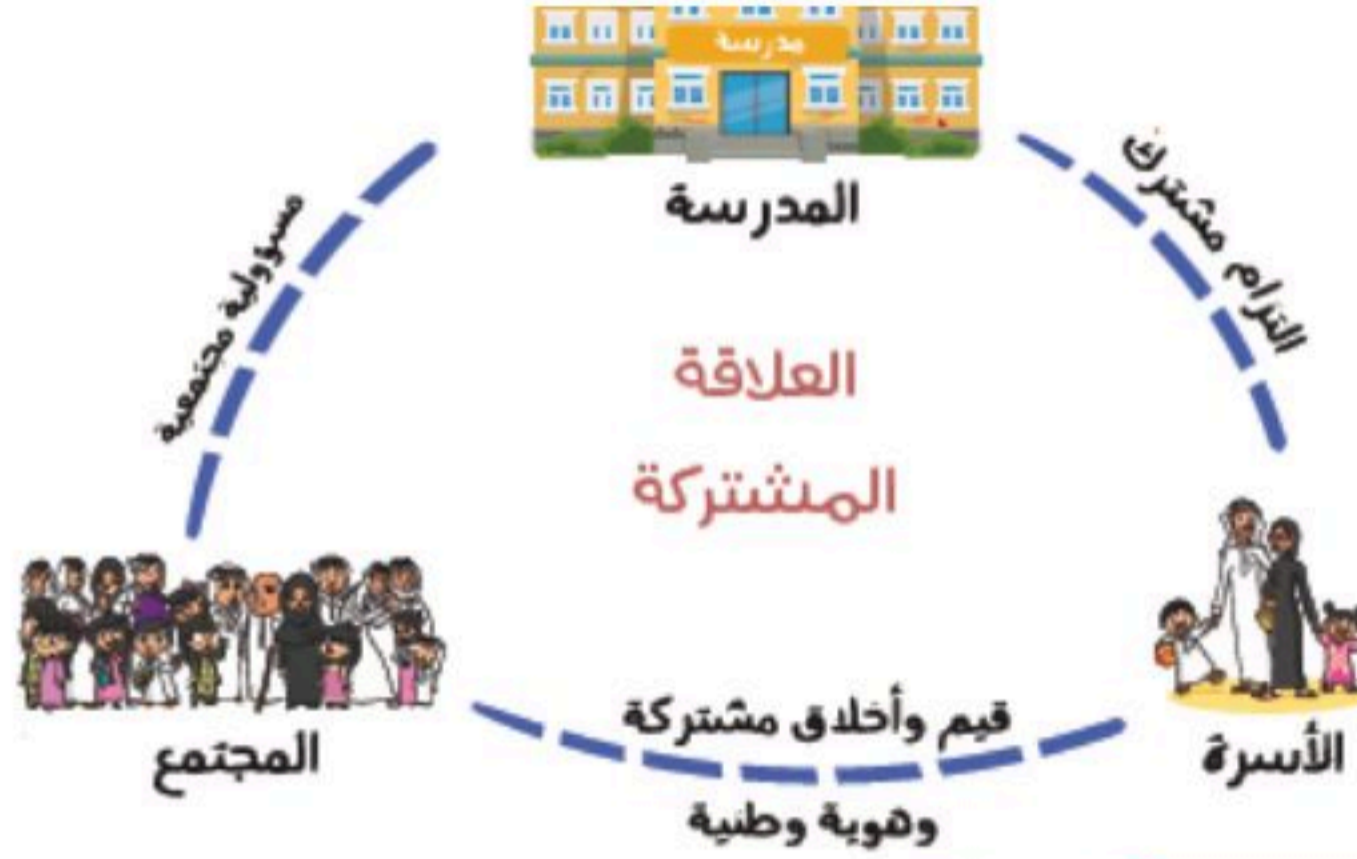 مدرسة
المدرسة
التزام مشترك
مسؤولية مجتمعية
العلاقة
المشتركة
الأسرة
المجتمع
قيم وأخلاق مشتركة
وهوية وطنية